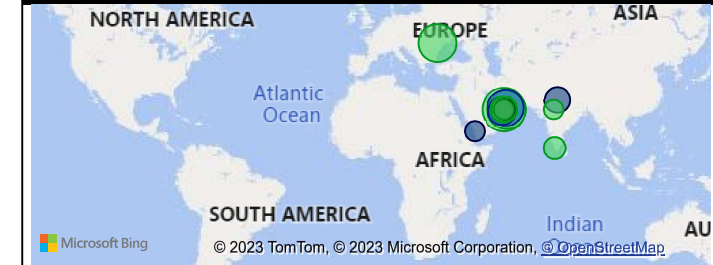 NORTH AMERICA
EUROPE
ASIA
Atlantic
Ocean
AFRICA
SOUTH AMERICA
Indian
Ocean
AU
Microsoft Bing
© 2023 TomTom, © 2023 Microsoft Corporation, © OpenStreetMap